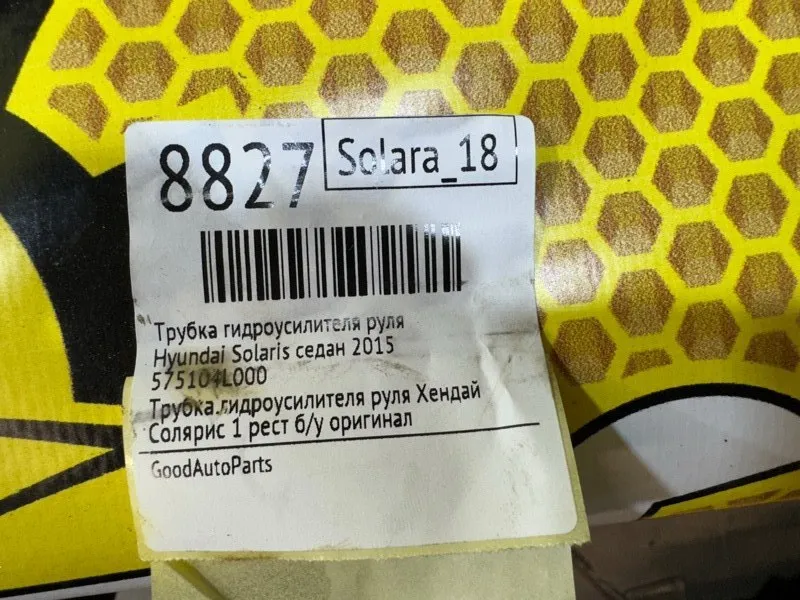 8827
Solara_18
Трубка гидроусилителя руля
Hyundai Solaris седан 2015
575104L000
Трубка гидроусилителя руля Хендай
Солярис 1 рест б/у оригинал
GoodAutoParts